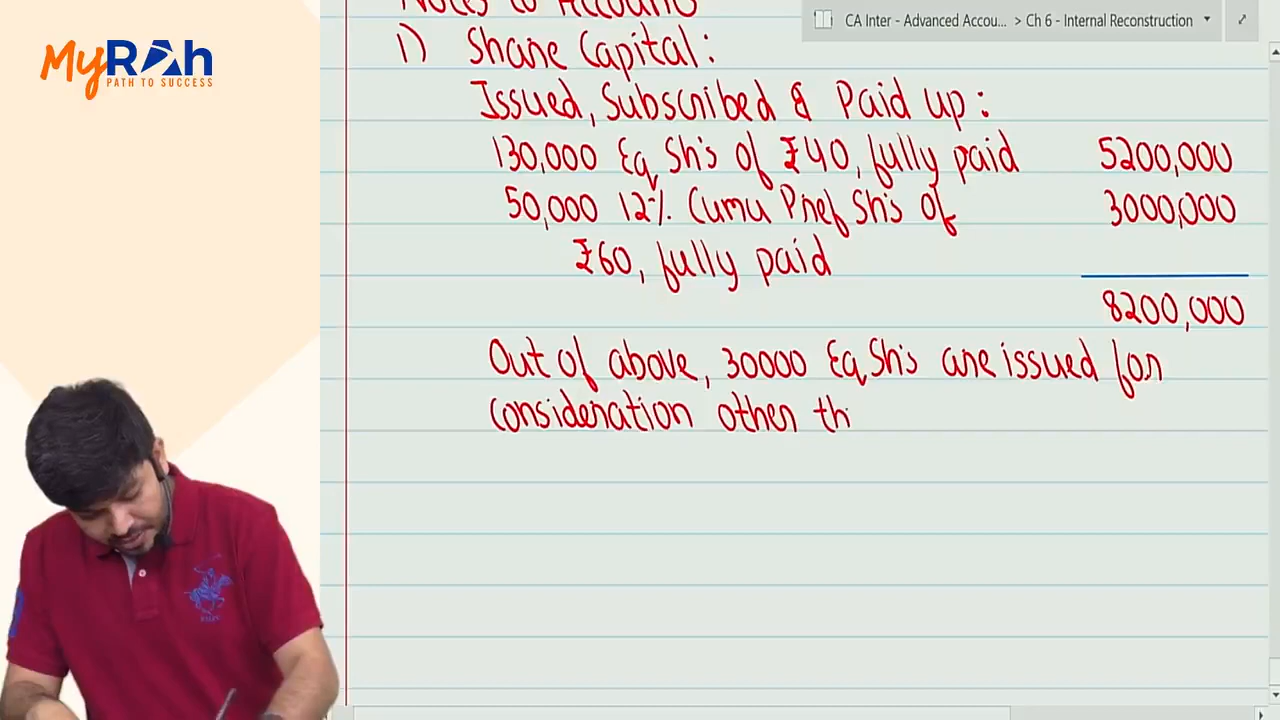 MyRAh
PATH TO SUCCESS
CA Inter - Advanced Accou... > Ch 6 - Internal Reconstruction
Notes to Accounts
1) Share Capital:
Issued, Subscribed & Paid up:
130,000 Eq Sh's of ₹40, fully paid 5200,000
50,000 12% Cumu Pref Sh's of 3000,000
₹60, fully paid
8200,000
Out of above, 30000 Eq Sh's are issued for
consideration other th